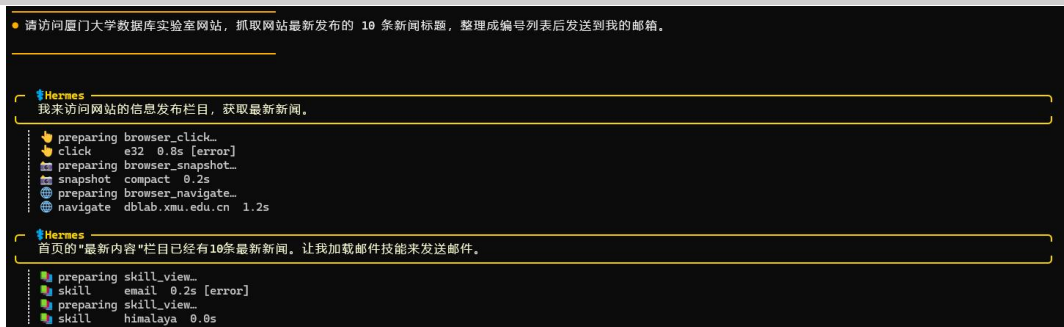 请访问厦门大学数据库实验室网站，抓取网站最新发布的 10 条新闻标题，整理成编号列表后发送到我的邮箱。
Hermes
我来访问网站的信息发布栏目，获取最新新闻。
preparing browser_click…
click e32 0.8s [error]
preparing browser_snapshot…
snapshot compact 0.2s
preparing browser_navigate…
navigate dblab.xmu.edu.cn 1.2s
Hermes
首页的"最新内容"栏目已经有10条最新新闻。让我加载邮件技能来发送邮件。
preparing skill_view…
skill email 0.2s [error]
preparing skill_view…
skill himalaya 0.0s